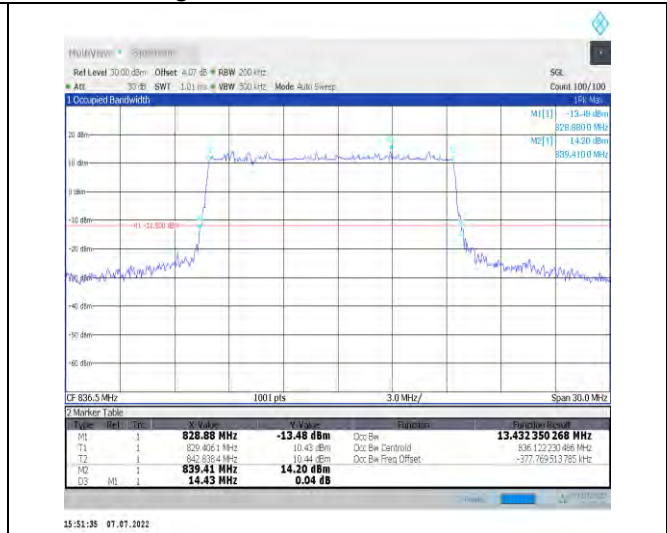 MultiView Spectrum
Ref Level 30.00 dBm Offset 4.07 dB RBW 200 kHz SGL
Att 30 dB SWT 1.01 ms VBW 500 kHz Mode Auto Sweep Count 100/100
1 Occupied Bandwidth 1Pk Max
M1[1] -13.48 dBm
828.8800 MHz
M2[1] 14.20 dBm
839.4100 MHz
20 dBm
10 dBm
0 dBm
-10 dBm
-20 dBm
-40 dBm
-50 dBm
-60 dBm
CF 836.5 MHz 1001 pts 3.0 MHz/ Span 30.0 MHz
2 Marker Table
Type Ref Trc X-Value Y-Value Function Function Result
M1 1 828.88 MHz -13.48 dBm Occ Bw 13.432 350 268 MHz
T1 1 829.4061 MHz 10.43 dBm Occ Bw Centroid 836.122 230 486 MHz
T2 1 842.8384 MHz 10.44 dBm Occ Bw Freq Offset -377.769 513 785 kHz
M2 1 839.41 MHz 14.20 dBm
D3 M1 1 14.43 MHz 0.04 dB
15:51:35 07.07.2022